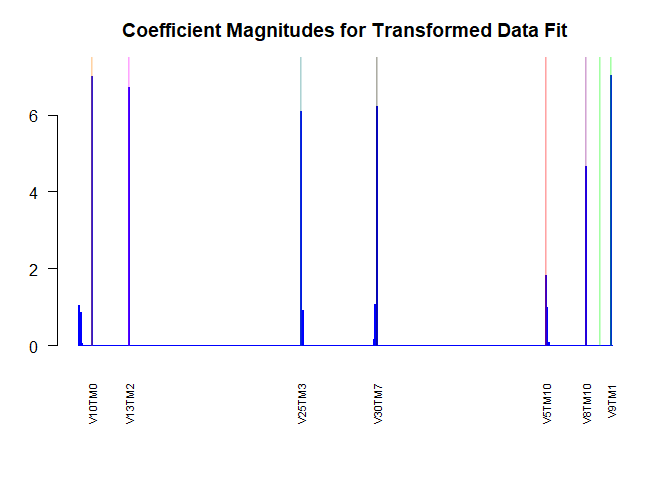 Coefficient Magnitudes for Transformed Data Fit
6
4
2
0
V10TM0
V13TM2
V25TM3
V30TM7
V5TM10
V8TM10
V9TM1